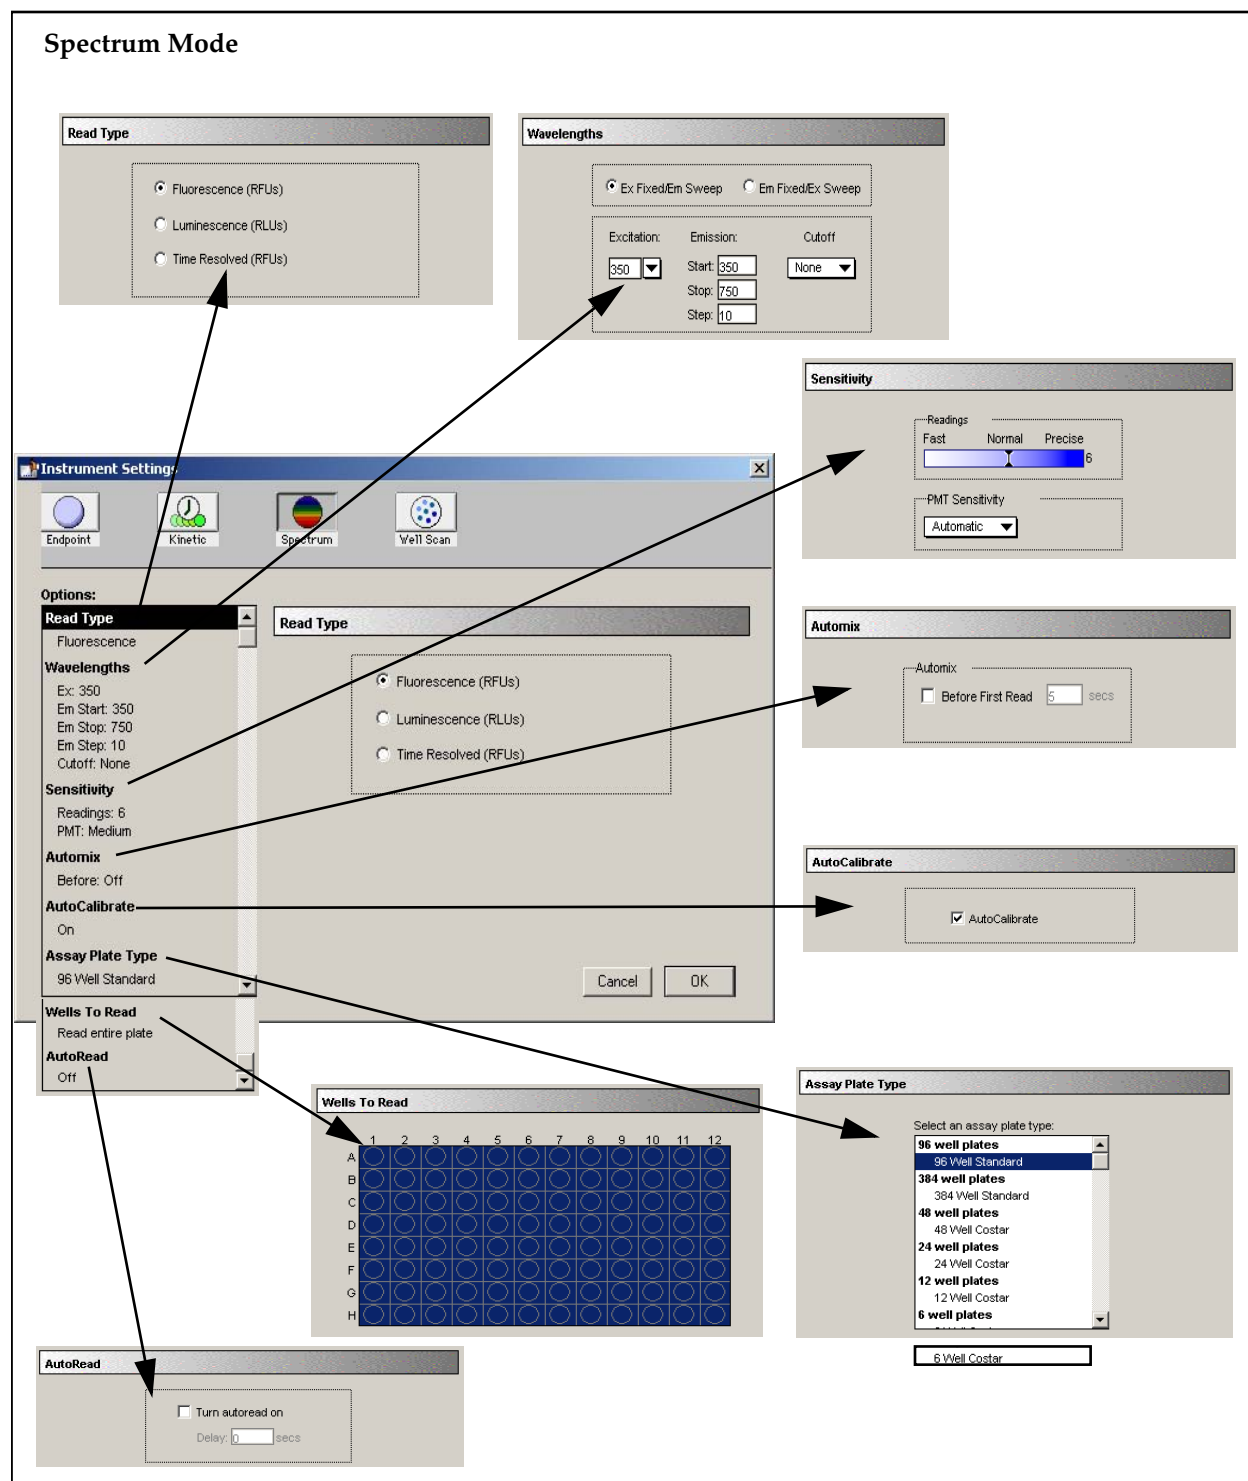 Spectrum Mode
Read Type
Fluorescence (RFUs)
Luminescence (RLUs)
Time Resolved (RFUs)
Wavelengths
Ex Fixed/Em Sweep Em Fixed/Ex Sweep
Excitation: Emission: Cutoff
350 Start: 350 None
Stop: 750
Step: 10
Sensitivity
Readings
Fast Normal Precise
6
PMT Sensitivity
Automatic
Instrument Settings
Endpoint Kinetic Spectrum Well Scan
Options:
Read Type
Fluorescence
Wavelengths
Ex: 350
Em Start: 350
Em Stop: 750
Em Step: 10
Cutoff: None
Sensitivity
Readings: 6
PMT: Medium
Automix
Before: Off
AutoCalibrate
On
Assay Plate Type
96 Well Standard
Wells To Read
Read entire plate
AutoRead
Off
Read Type
Fluorescence (RFUs)
Luminescence (RLUs)
Time Resolved (RFUs)
Cancel OK
Automix
Automix
Before First Read 5 secs
AutoCalibrate
AutoCalibrate
Wells To Read
1 2 3 4 5 6 7 8 9 10 11 12
A
B
C
D
E
F
G
H
Assay Plate Type
Select an assay plate type:
96 well plates
96 Well Standard
384 well plates
384 Well Standard
48 well plates
48 Well Costar
24 well plates
24 Well Costar
12 well plates
12 Well Costar
6 well plates
6 Well Costar
AutoRead
Turn autoread on
Delay: 0 secs